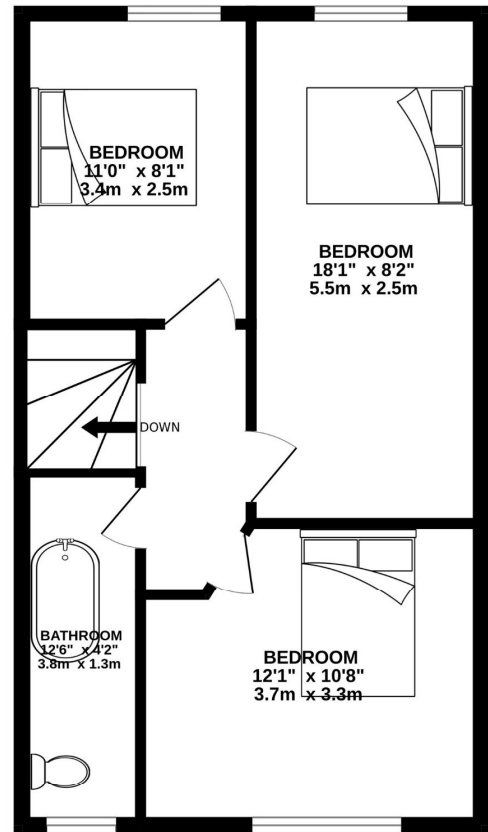 BEDROOM
11'0" x 8'1"
3.4m x 2.5m
BEDROOM
18'1" x 8'2"
5.5m x 2.5m
DOWN
BATHROOM
12'6" x 4'2"
3.8m x 1.3m
BEDROOM
12'1" x 10'8"
3.7m x 3.3m